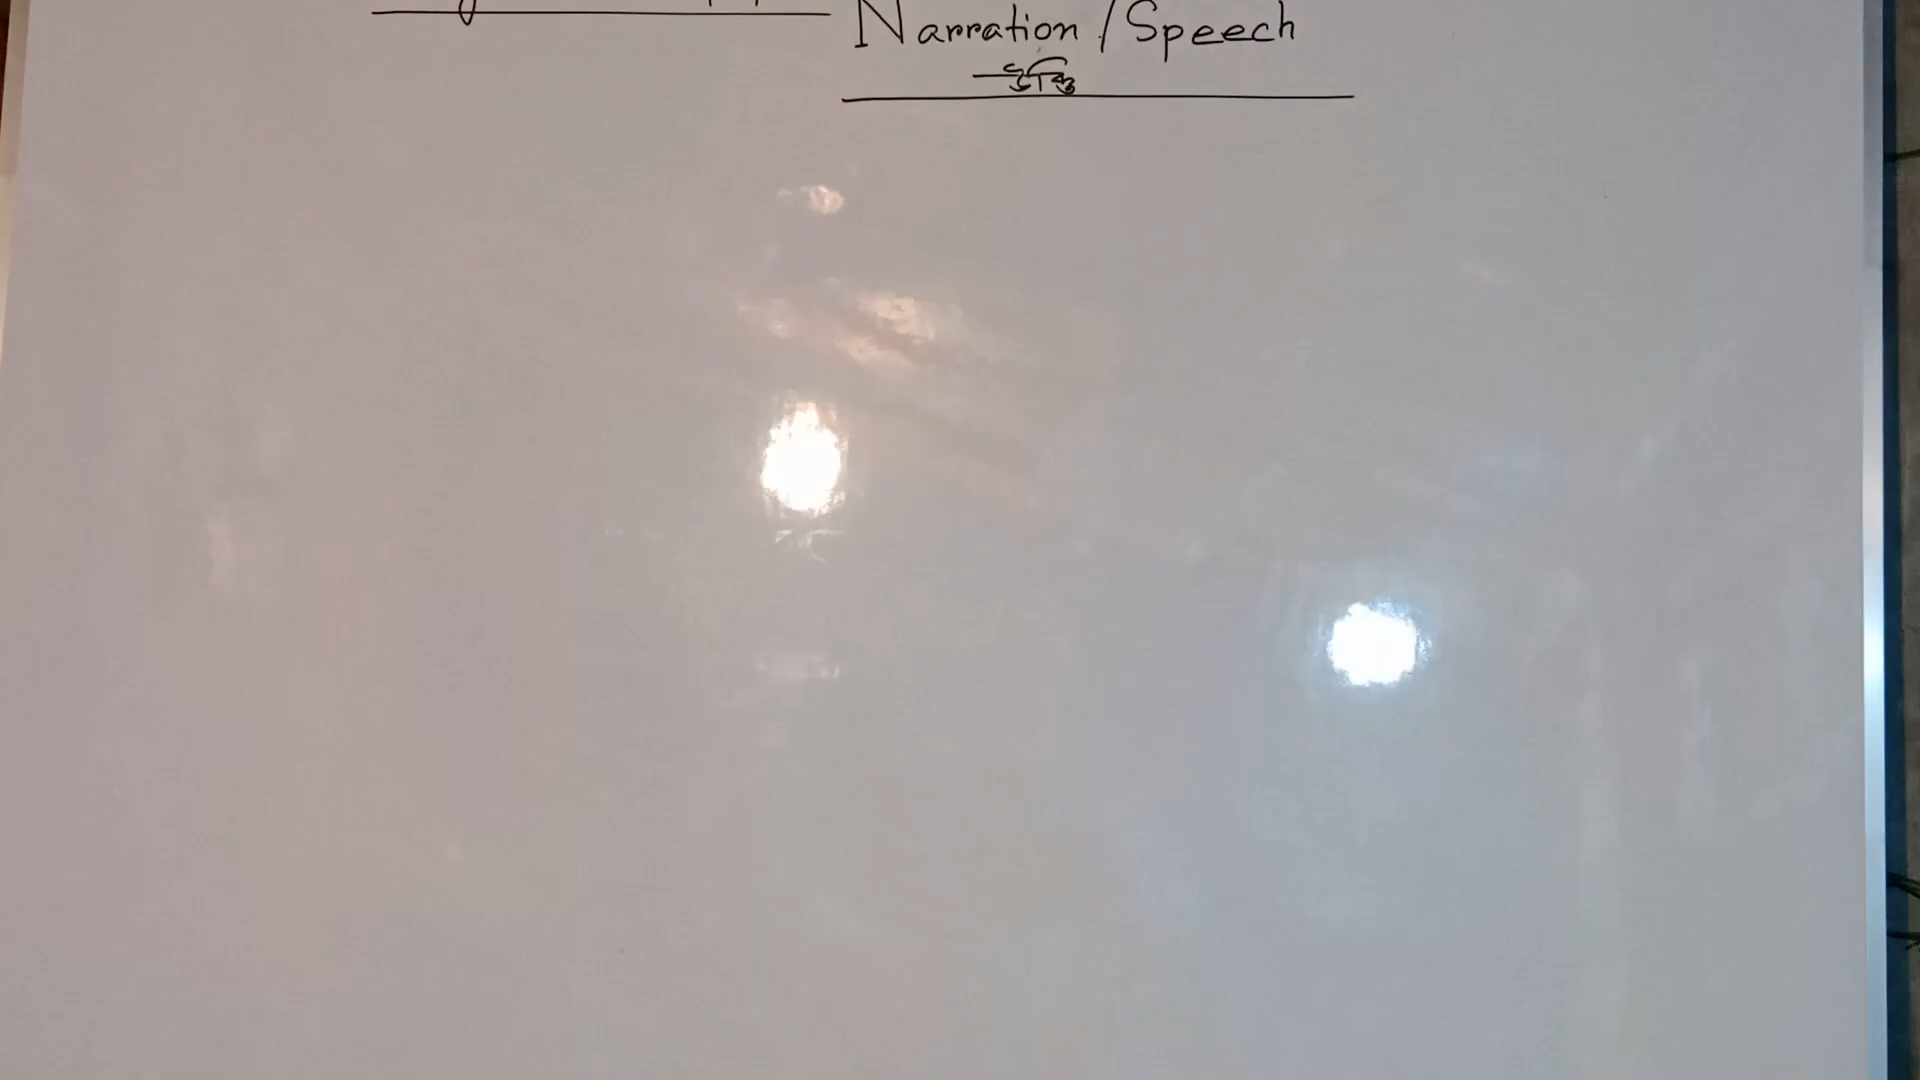 Narration / Speech
→ উক্তি